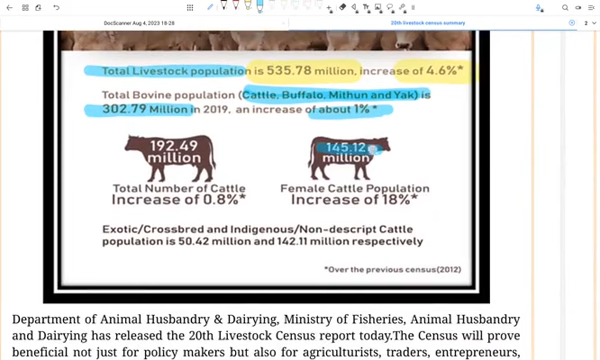 DocScanner Aug 4, 2023 18-28
20th livestock census summary
2
Total Livestock population is 535.78 million, increase of 4.6%*
Total Bovine population (Cattle, Buffalo, Mithun and Yak) is
302.79 Million in 2019, an increase of about 1% *
192.49
million
145.12
million
Total Number of Cattle
Increase of 0.8%*
Female Cattle Population
Increase of 18%*
Exotic/Crossbred and Indigenous/Non-descript Cattle
population is 50.42 million and 142.11 million respectively
*Over the previous census(2012)
Department of Animal Husbandry & Dairying, Ministry of Fisheries, Animal Husbandry
and Dairying has released the 20th Livestock Census report today.The Census will prove
beneficial not just for policy makers but also for agriculturists, traders, entrepreneurs,